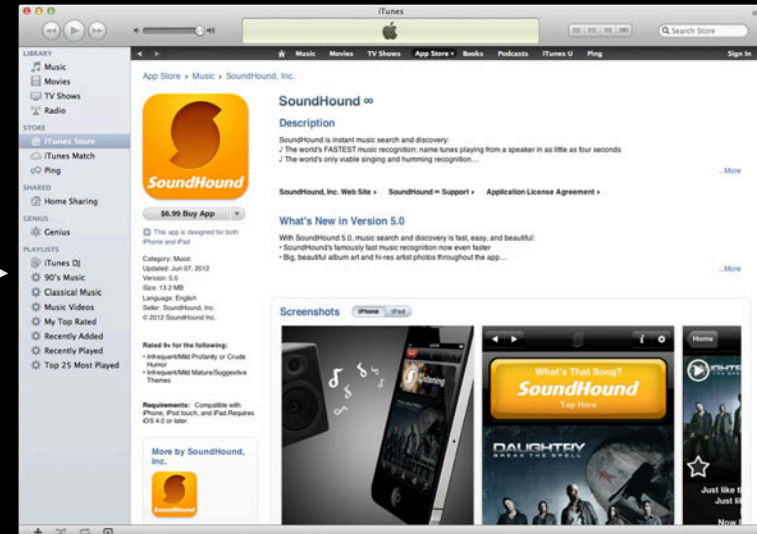 iTunes
Search Store
LIBRARY
Music
Movies
TV Shows
Radio
STORE
iTunes Store
iTunes Match
Ping
SHARED
Home Sharing
GENIUS
Genius
PLAYLISTS
iTunes DJ
90's Music
Classical Music
Music Videos
My Top Rated
Recently Added
Recently Played
Top 25 Most Played
Music Movies TV Shows App Store Books Podcasts iTunes U Ping Sign In
App Store Music SoundHound, Inc.
SoundHound
$6.99 Buy App
This app is designed for both
iPhone and iPad
Category: Music
Updated: Jun 07, 2012
Version: 5.0
Size: 13.2 MB
Language: English
Seller: SoundHound, Inc.
© 2012 SoundHound Inc.
Rated 9+ for the following:
• Infrequent/Mild Profanity or Crude
Humor
• Infrequent/Mild Mature/Suggestive
Themes
Requirements: Compatible with
iPhone, iPod touch, and iPad.Requires
iOS 4.0 or later.
More by SoundHound,
Inc.
SoundHound
SoundHound ∞
Description
SoundHound is instant music search and discovery:
♪ The world's FASTEST music recognition: name tunes playing from a speaker in as little as four seconds
♪ The world's only viable singing and humming recognition…
...More
SoundHound, Inc. Web Site SoundHound ∞ Support Application License Agreement
What's New in Version 5.0
With SoundHound 5.0, music search and discovery is fast, easy, and beautiful:
• SoundHound's famously fast music recognition now even faster
• Big, beautiful album art and hi-res artist photos throughout the app…
...More
Screenshots iPhone iPad
Listening
What's That Song?
SoundHound
Tap Here
DAUGHTRY
BREAK THE SPELL
Home
Just like t
Just li
Now I